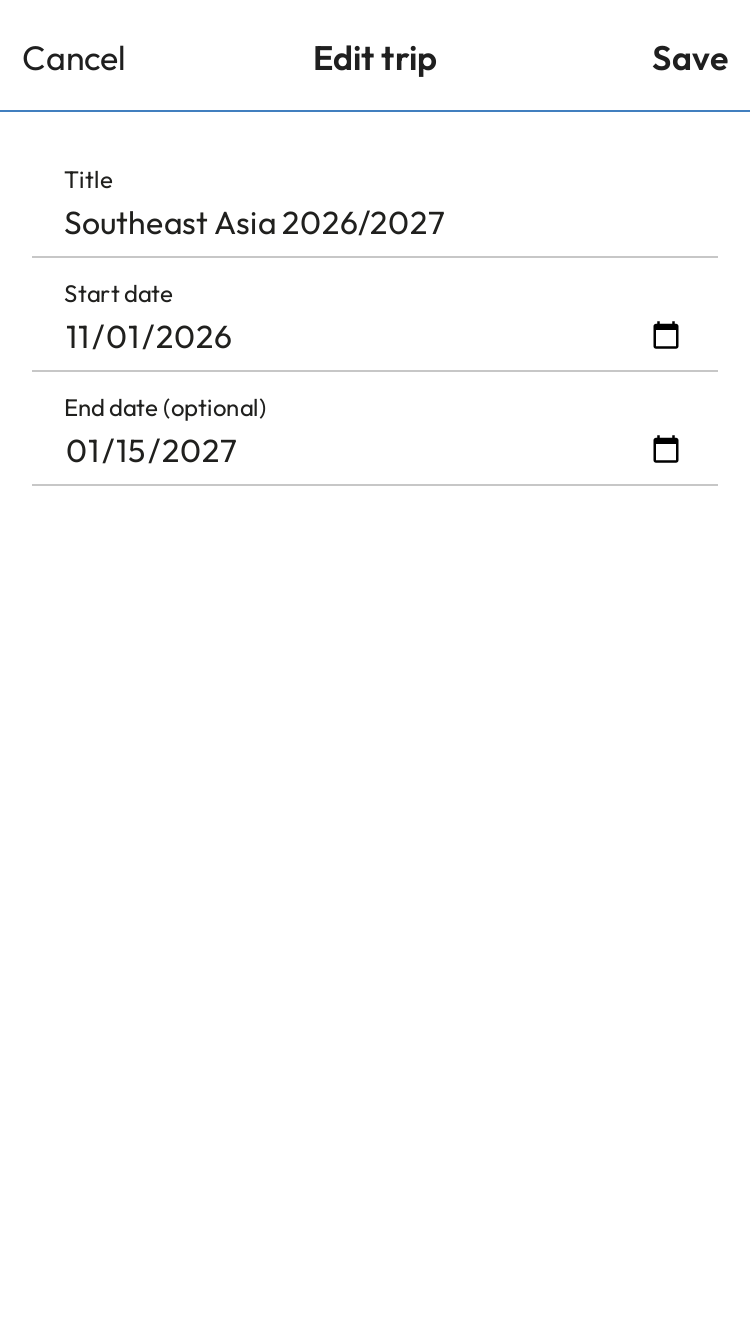 Cancel
Edit trip
Save
Title
Southeast Asia 2026/2027
Start date
11/01/2026
End date (optional)
01/15/2027